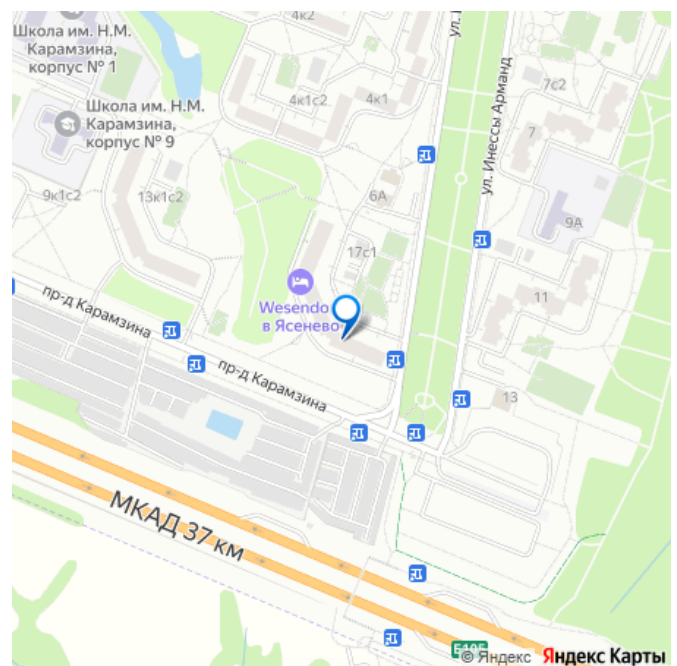 4к2
Школа им. Н.М.
Карамзина,
корпус № 1
4к1с2
4к1
ул.
ул. Инессы Арманд
7с2
7
Школа им. Н.М.
Карамзина,
корпус № 9
9к1с2
13к1с2
6А
9А
17с1
11
Wesendo
в Ясенево
пр-д Карамзина
пр-д Карамзина
13
МКАД 37 км
E105
© Яндекс Яндекс Карты